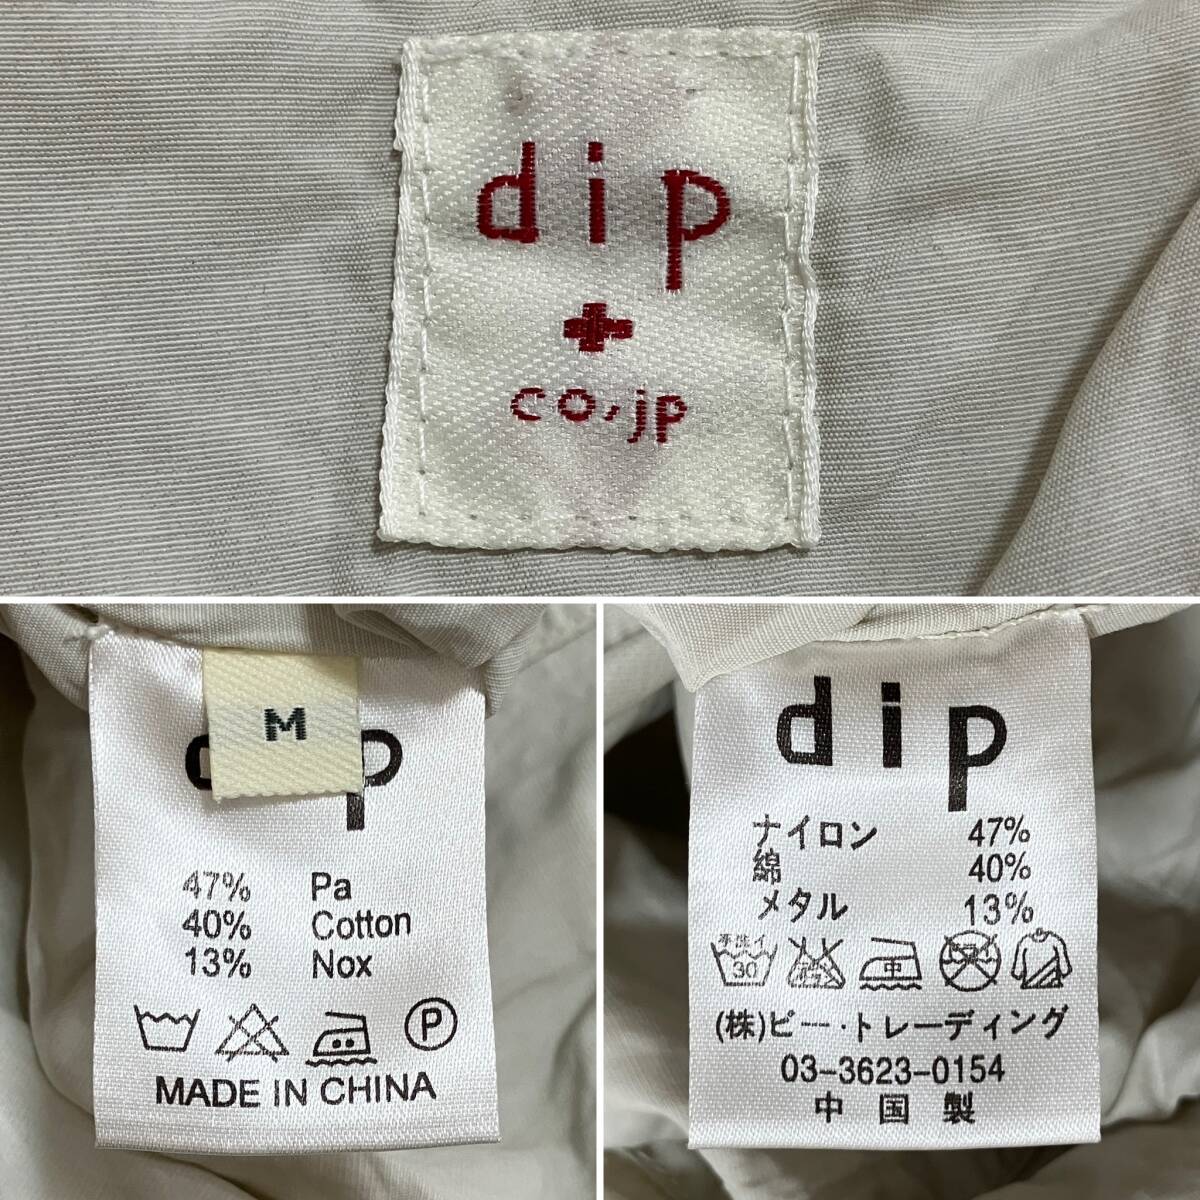 dip
co,jp
M
dip
47% Pa
40% Cotton
13% Nox
P
MADE IN CHINA
dip
ナイロン 47%
綿 40%
メタル 13%
手洗イ
30
中
(株)ビー・トレーディング
03-3623-0154
中国製